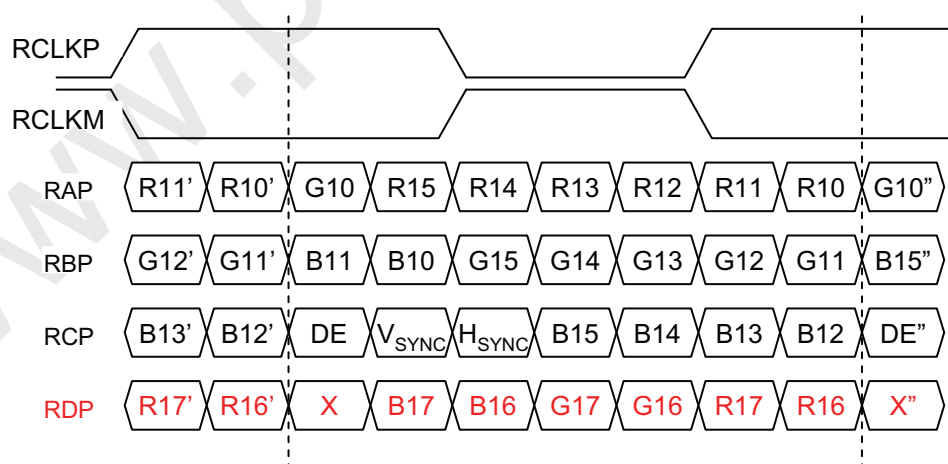 RCLKP
RCLKM
RAP R11’ R10’ G10 R15 R14 R13 R12 R11 R10 G10”
RBP G12’ G11’ B11 B10 G15 G14 G13 G12 G11 B15”
RCP B13’ B12’ DE VSYNC HSYNC B15 B14 B13 B12 DE”
RDP R17’ R16’ X B17 B16 G17 G16 R17 R16 X”